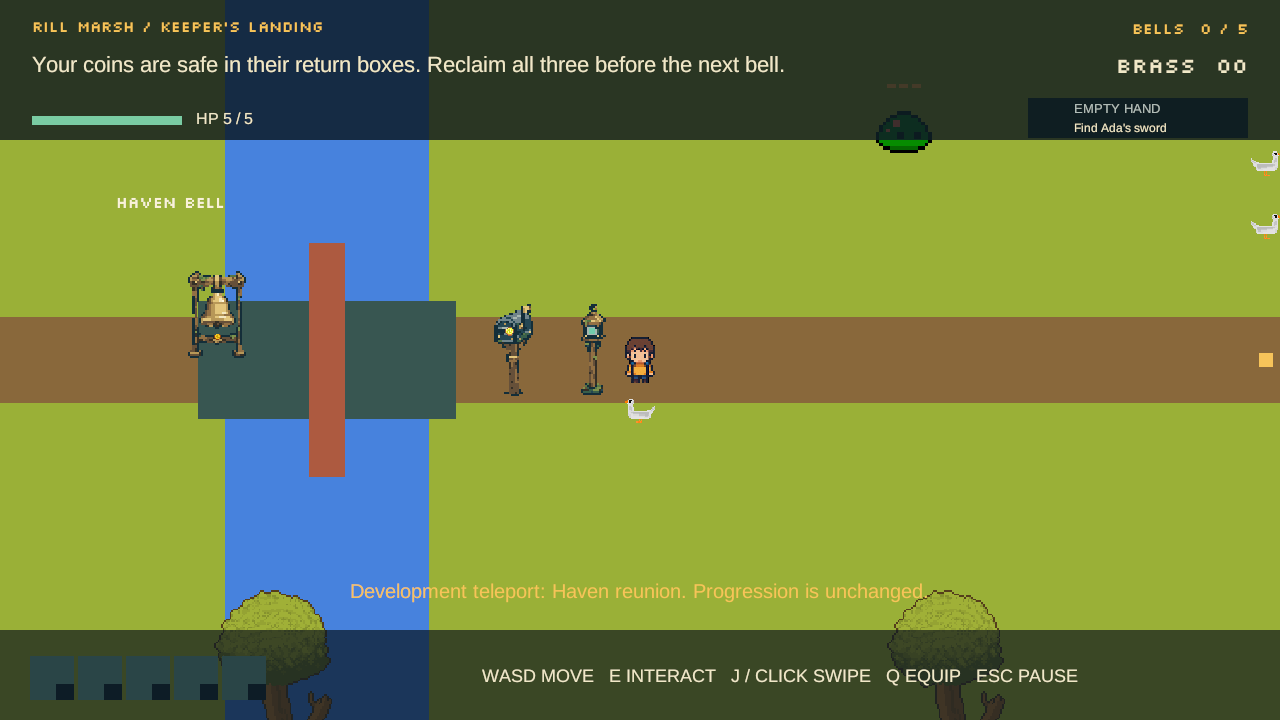 RILL MARSH / KEEPER'S LANDING
BELLS 0 / 5
Your coins are safe in their return boxes. Reclaim all three before the next bell.
BRASS 00
HP 5 / 5
EMPTY HAND
Find Ada's sword
HAVEN BELL
Development teleport: Haven reunion. Progression is unchanged.
WASD MOVE E INTERACT J / CLICK SWIPE Q EQUIP ESC PAUSE